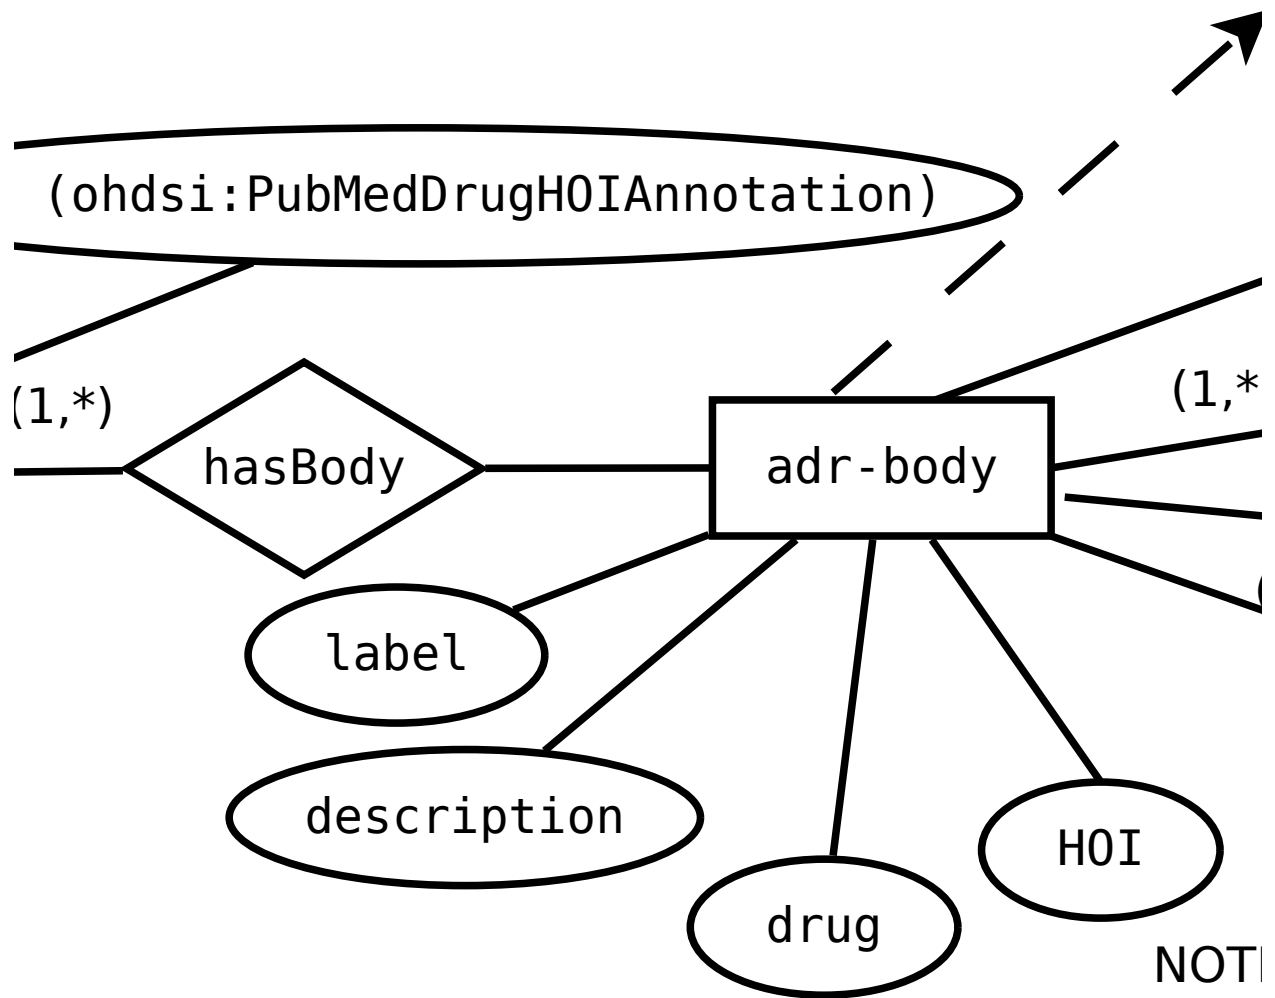 (ohdsi:PubMedDrugHOIAnnotation)
(1,*)
(1,*
hasBody
adr-body
label
description
HOI
drug